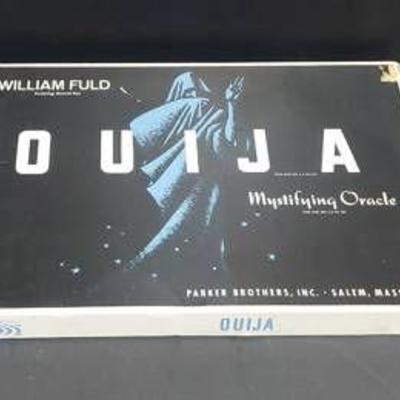 WILLIAM FULD
OUIJA
Mystifying Oracle
PARKER BROTHERS, INC. · SALEM, MASS
OUIJA